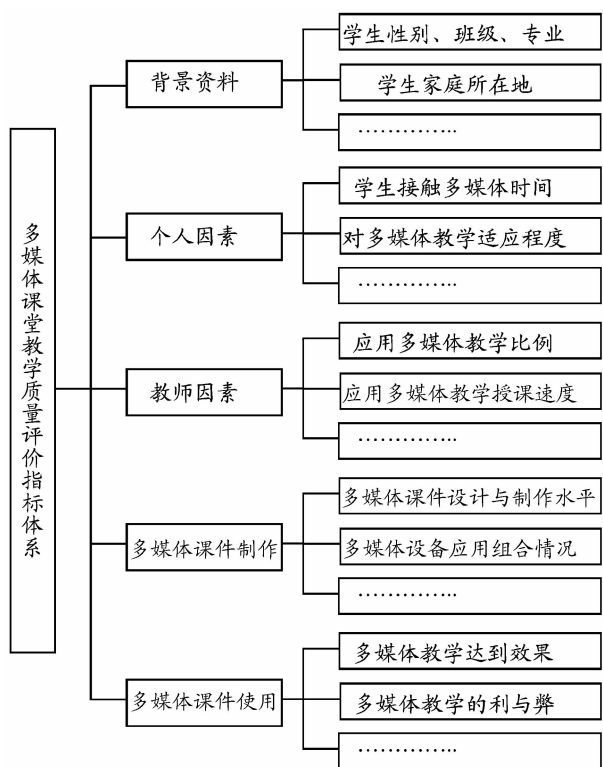 多媒体课堂教学质量评价指标体系
背景资料
学生性别、班级、专业
学生家庭所在地
…………..
个人因素
学生接触多媒体时间
对多媒体教学适应程度
…………..
教师因素
应用多媒体教学比例
应用多媒体教学授课速度
…………..
多媒体课件制作
多媒体课件设计与制作水平
多媒体设备应用组合情况
…………..
多媒体课件使用
多媒体教学达到效果
多媒体教学的利与弊
…………..